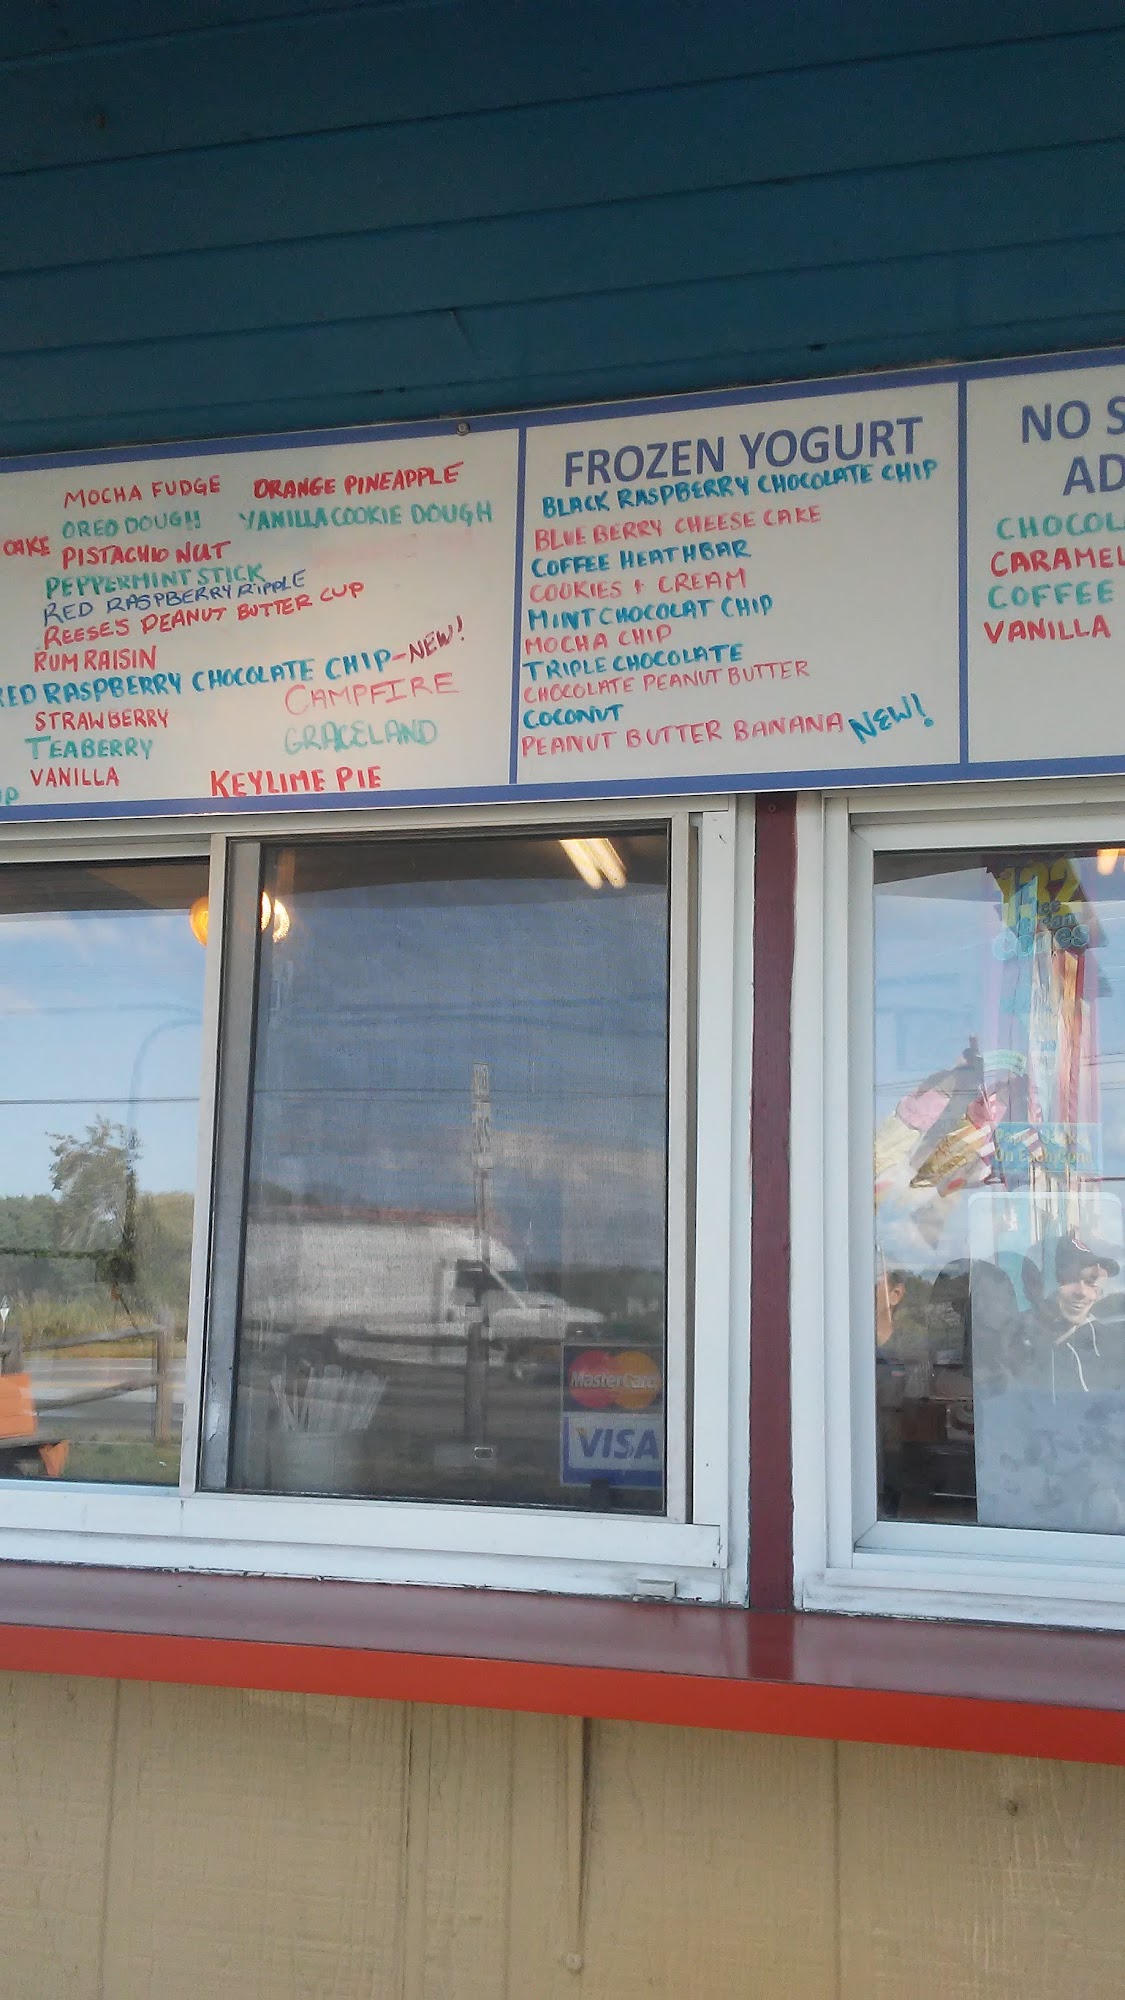 MOCHA FUDGE ORANGE PINEAPPLE
OREO DOUGH VANILLA COOKIE DOUGH
CAKE PISTACHIO NUT
PEPPERMINT STICK
RED RASPBERRY RIPPLE
REESE'S PEANUT BUTTER CUP
RUM RAISIN
RED RASPBERRY CHOCOLATE CHIP-NEW!
STRAWBERRY CAMPFIRE
TEABERRY GRACELAND
VANILLA KEYLIME PIE
FROZEN YOGURT
BLACK RASPBERRY CHOCOLATE CHIP
BLUE BERRY CHEESE CAKE
COFFEE HEATHBAR
COOKIES & CREAM
MINT CHOCOLAT CHIP
MOCHA CHIP
TRIPLE CHOCOLATE
CHOCOLATE PEANUT BUTTER
COCONUT
PEANUT BUTTER BANANA NEW!
NO S
AD
CHOCOL
CARAMEL
COFFEE
VANILLA
MasterCard
VISA
132